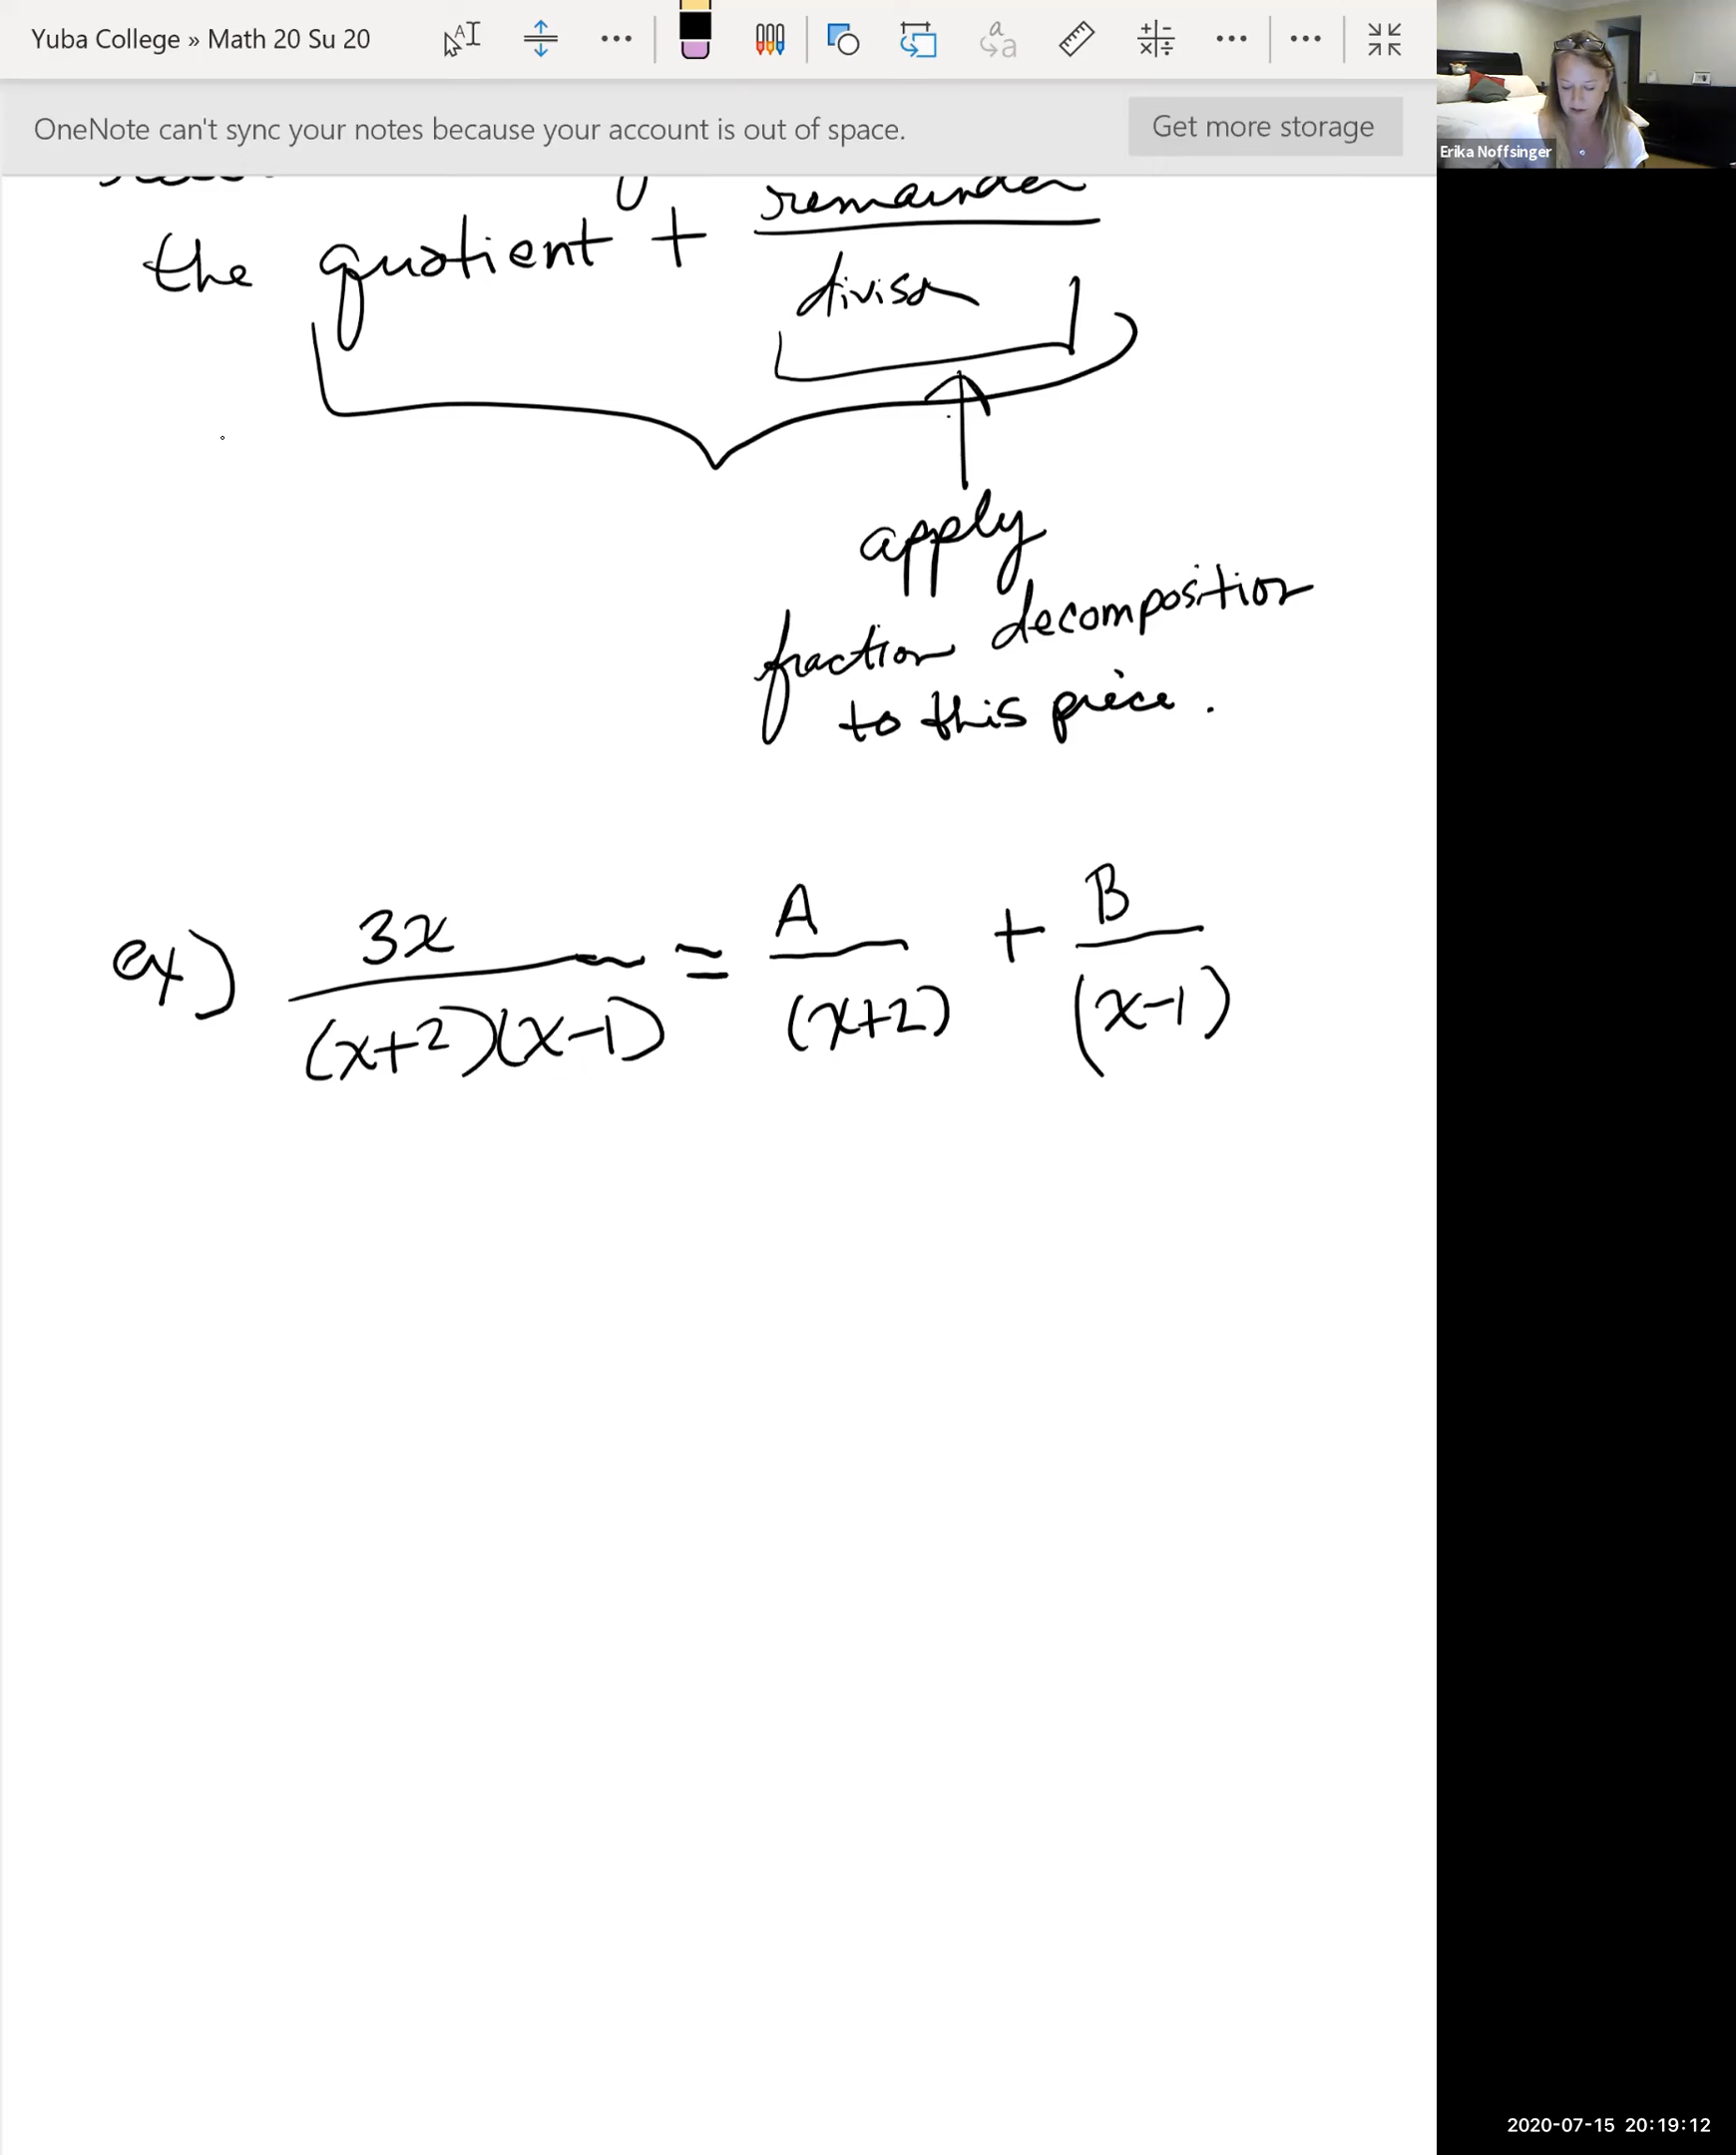 Yuba College » Math 20 Su 20
OneNote can't sync your notes because your account is out of space.
Get more storage
Erika Noffsinger
the quotient + remainder
divisor
apply
fraction decomposition
to this piece.
ex) 3x / (x+2)(x-1) = A / (x+2) + B / (x-1)
2020-07-15 20:19:12